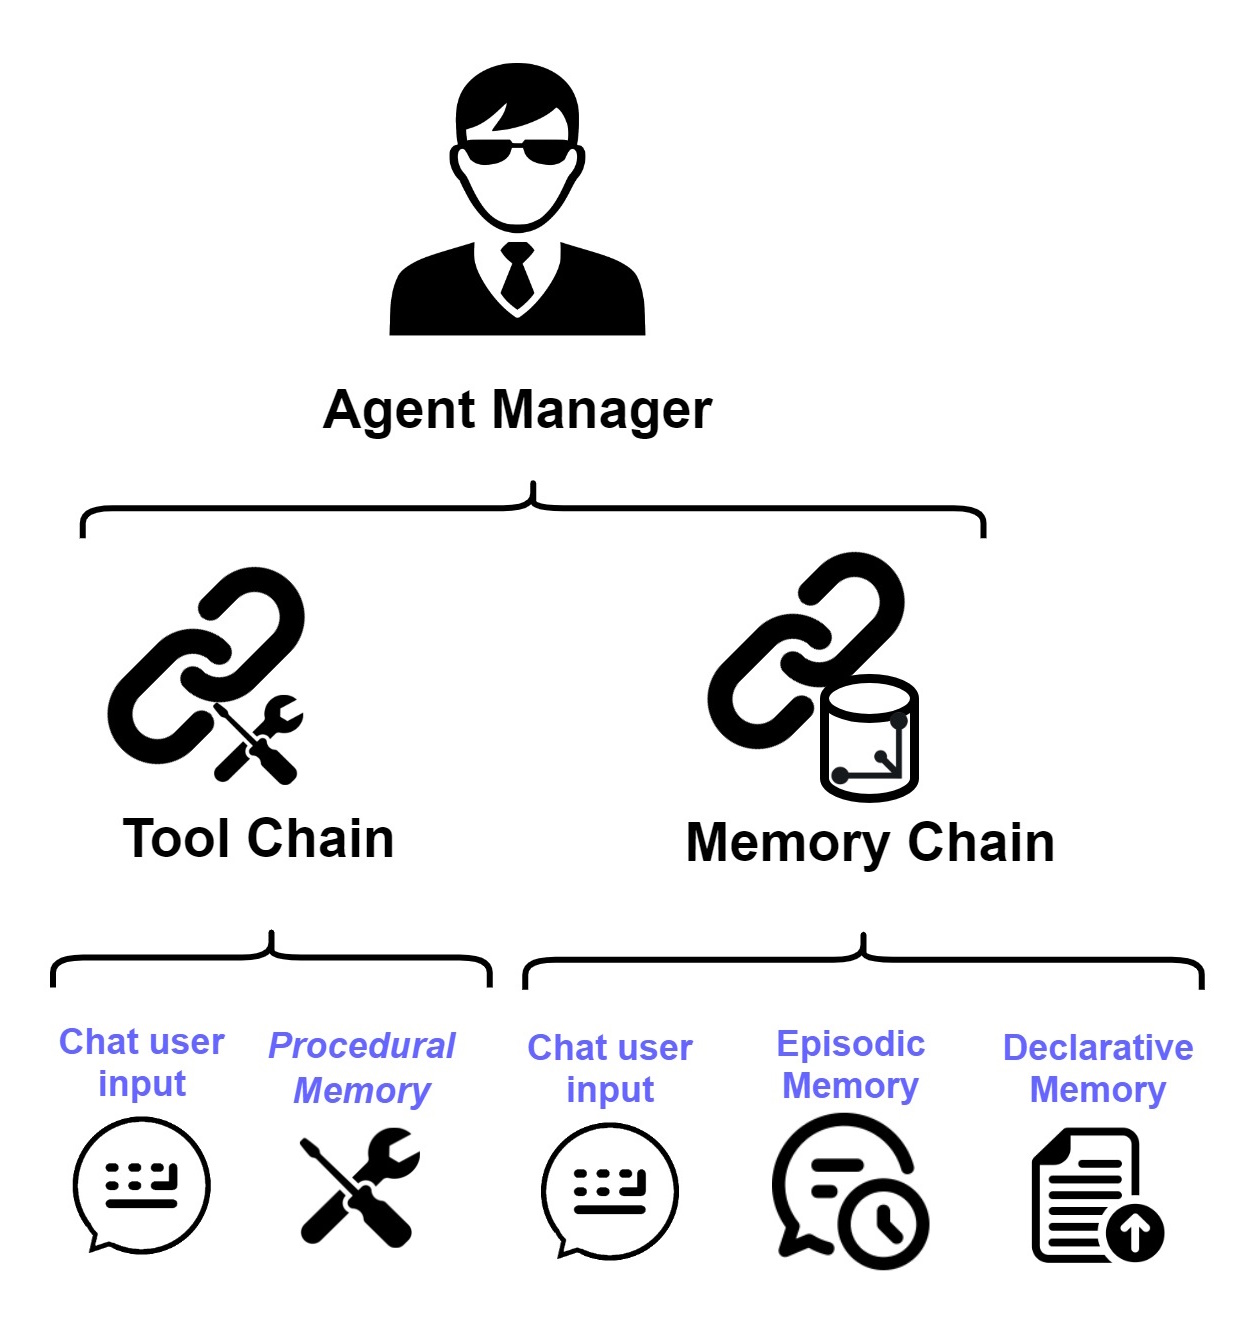 Agent Manager
Tool Chain
Memory Chain
Chat user
input
Procedural
Memory
Chat user
input
Episodic
Memory
Declarative
Memory